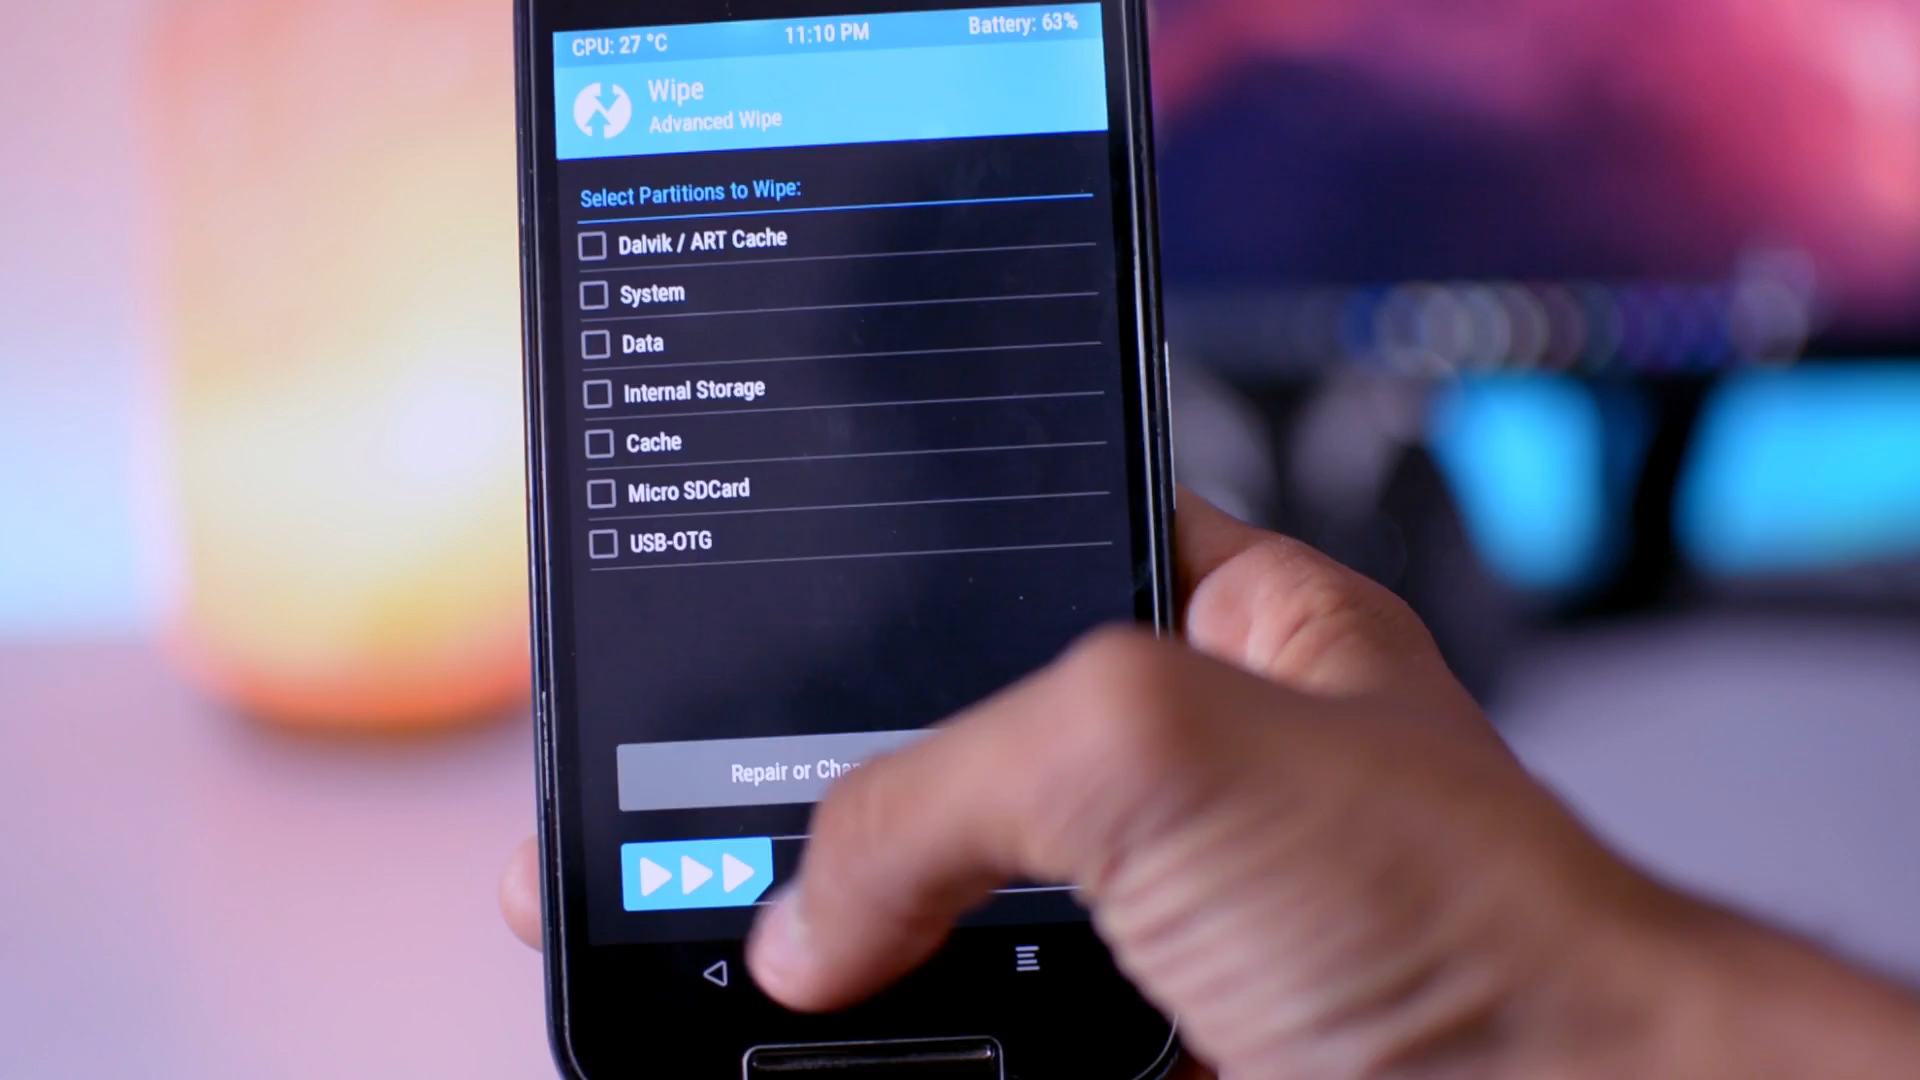 CPU: 27 °C 11:10 PM Battery: 63%
Wipe
Advanced Wipe
Select Partitions to Wipe:
Dalvik / ART Cache
System
Data
Internal Storage
Cache
Micro SDCard
USB-OTG
Repair or